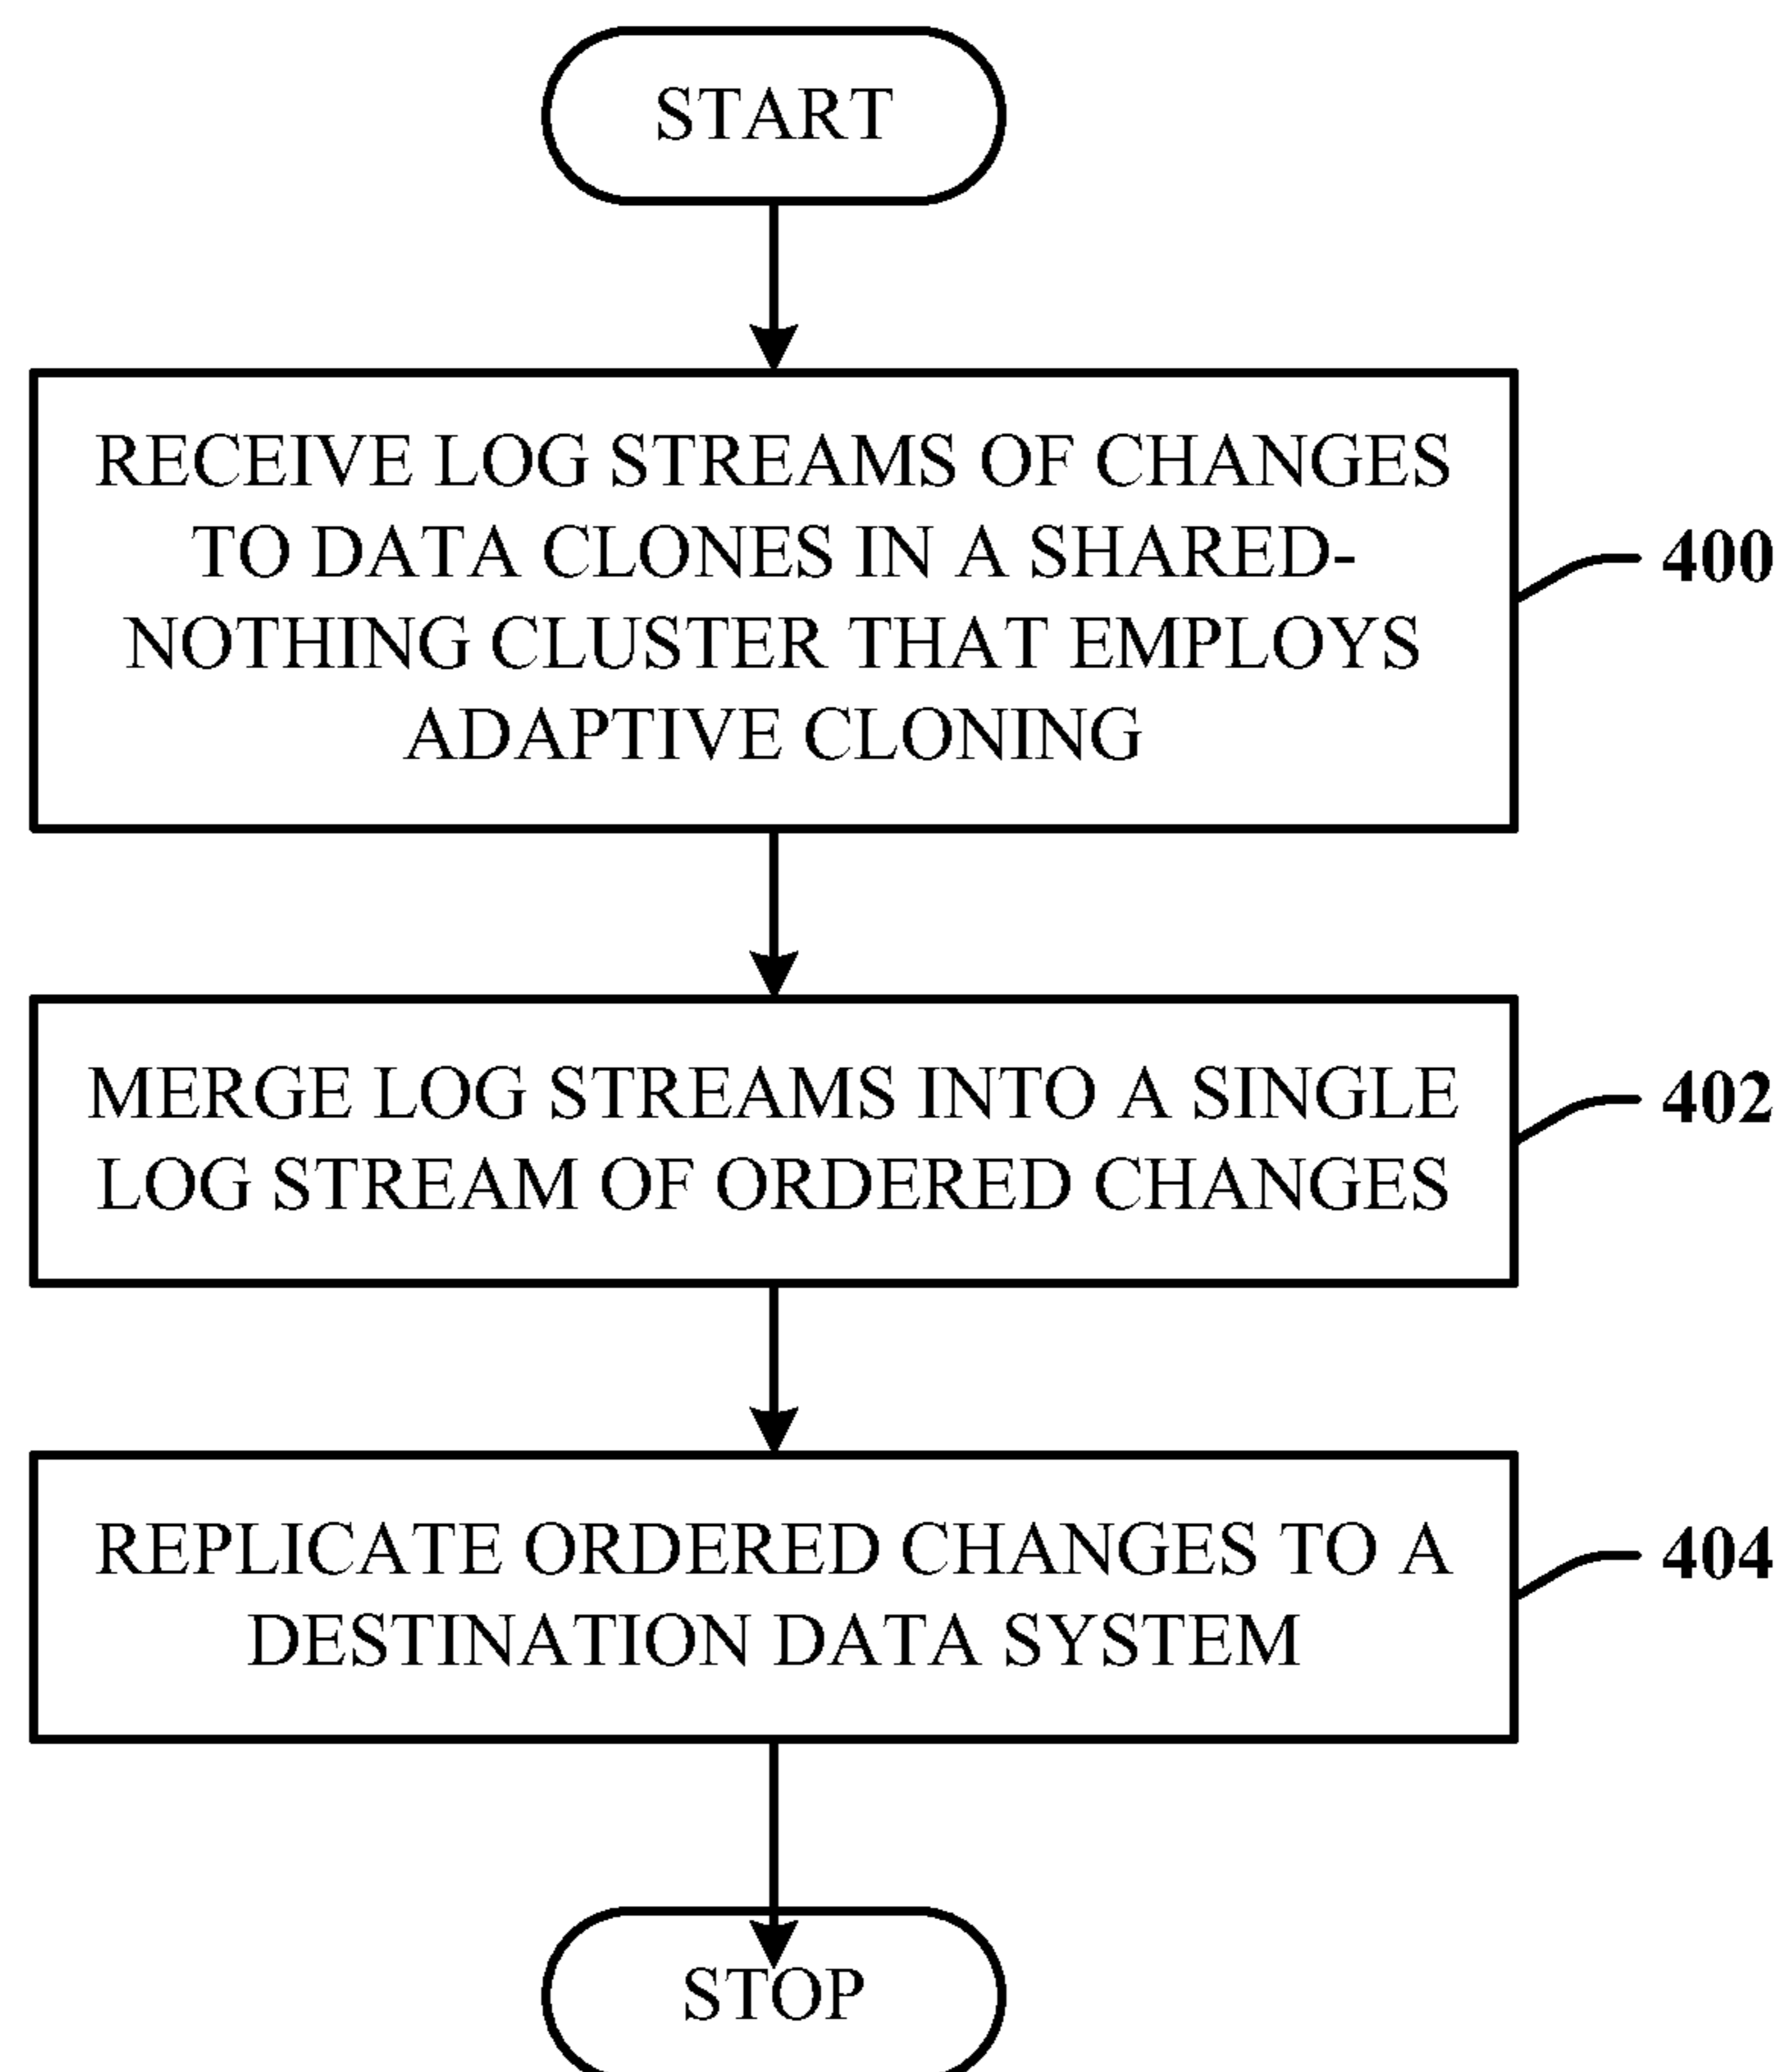 START
RECEIVE LOG STREAMS OF CHANGES
TO DATA CLONES IN A SHARED-
NOTHING CLUSTER THAT EMPLOYS
ADAPTIVE CLONING
400
MERGE LOG STREAMS INTO A SINGLE
LOG STREAM OF ORDERED CHANGES
402
REPLICATE ORDERED CHANGES TO A
DESTINATION DATA SYSTEM
404
STOP